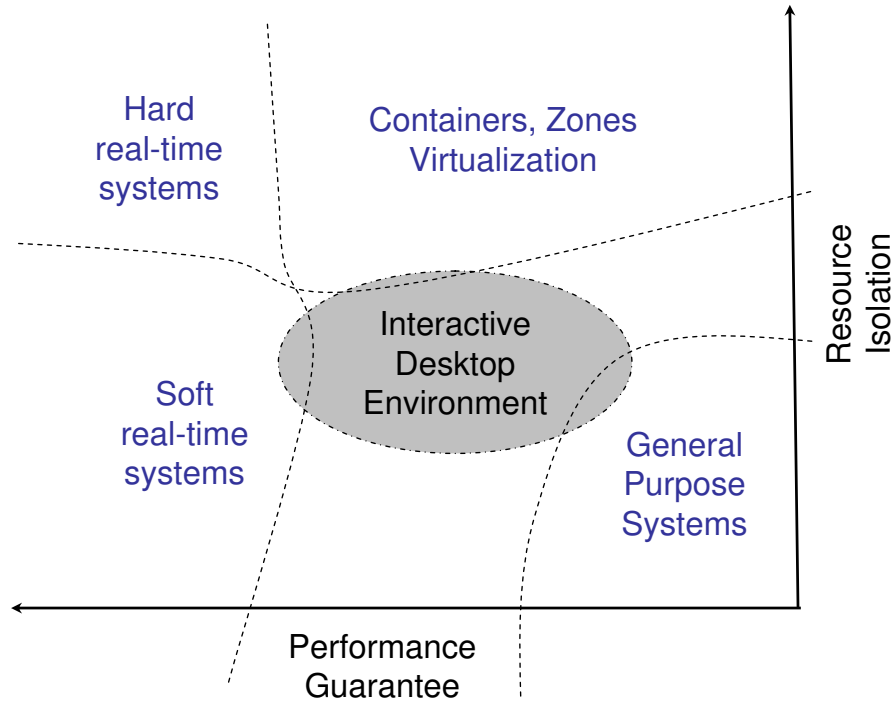 Hard
real-time
systems
Containers, Zones
Virtualization
Interactive
Desktop
Environment
Resource
Isolation
Soft
real-time
systems
General
Purpose
Systems
Performance
Guarantee